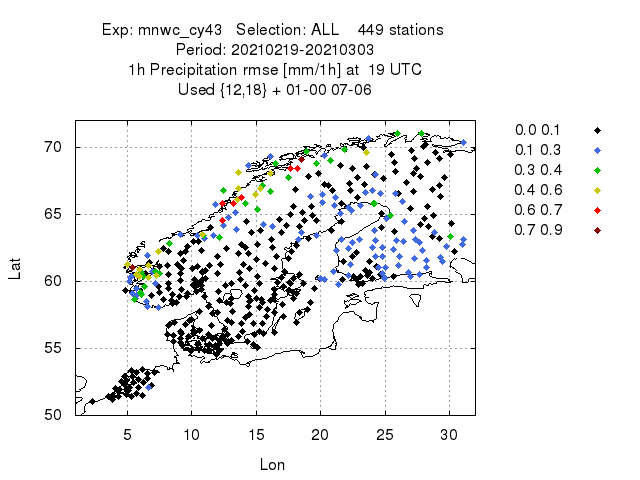 Exp: mnwc_cy43 Selection: ALL 449 stations
Period: 20210219-20210303
1h Precipitation rmse [mm/1h] at 19 UTC
Used {12,18} + 01-00 07-06
0.0 0.1
0.1 0.3
0.3 0.4
0.4 0.6
0.6 0.7
0.7 0.9
70
65
60
55
50
Lat
5 10 15 20 25 30
Lon